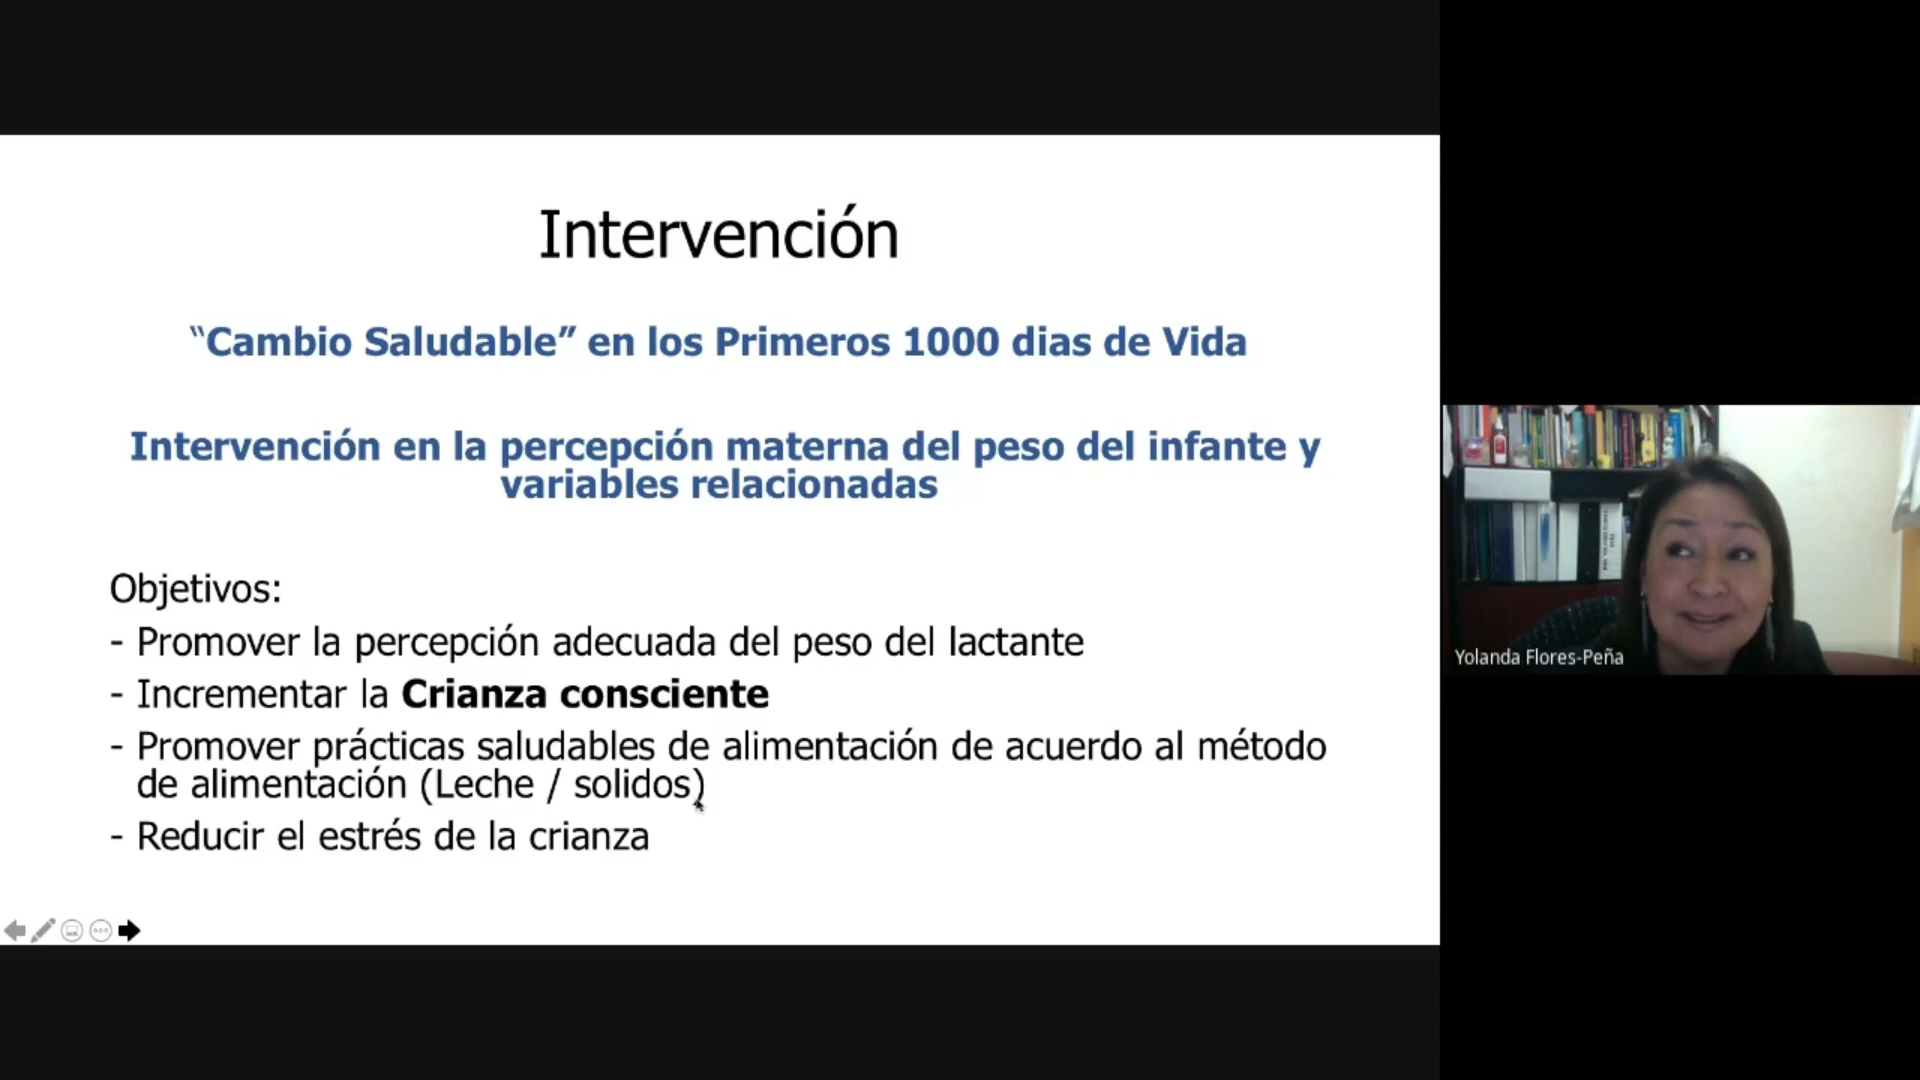 Intervención
“Cambio Saludable” en los Primeros 1000 dias de Vida
Intervención en la percepción materna del peso del infante y
variables relacionadas
Objetivos:
- Promover la percepción adecuada del peso del lactante
- Incrementar la Crianza consciente
- Promover prácticas saludables de alimentación de acuerdo al método
de alimentación (Leche / solidos)
- Reducir el estrés de la crianza
Yolanda Flores-Peña